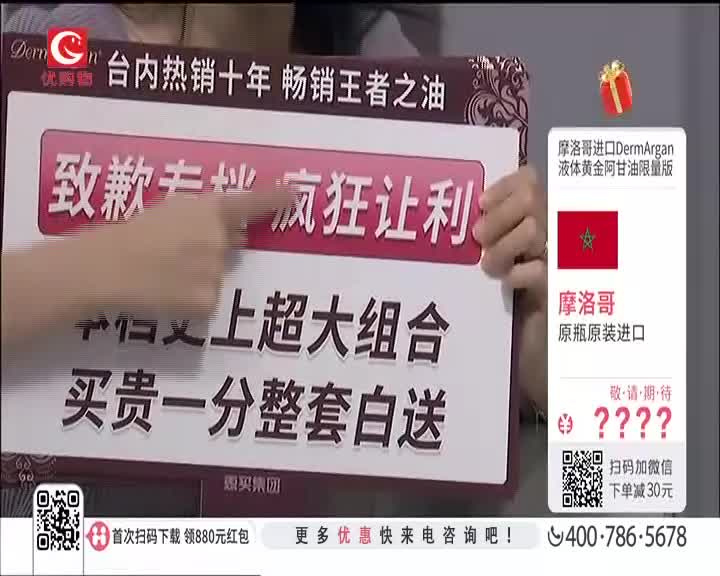 优购物
台内热销十年 畅销王者之油
致歉专档 疯狂让利
本档史上超大组合
买贵一分整套白送
惠买集团
摩洛哥进口DermArgan
液体黄金阿甘油限量版
摩洛哥
原瓶原装进口
敬·请·期·待
¥????
扫码加微信
下单减30元
首次扫码下载 领880元红包
更多优惠快来电咨询吧！
400-786-5678